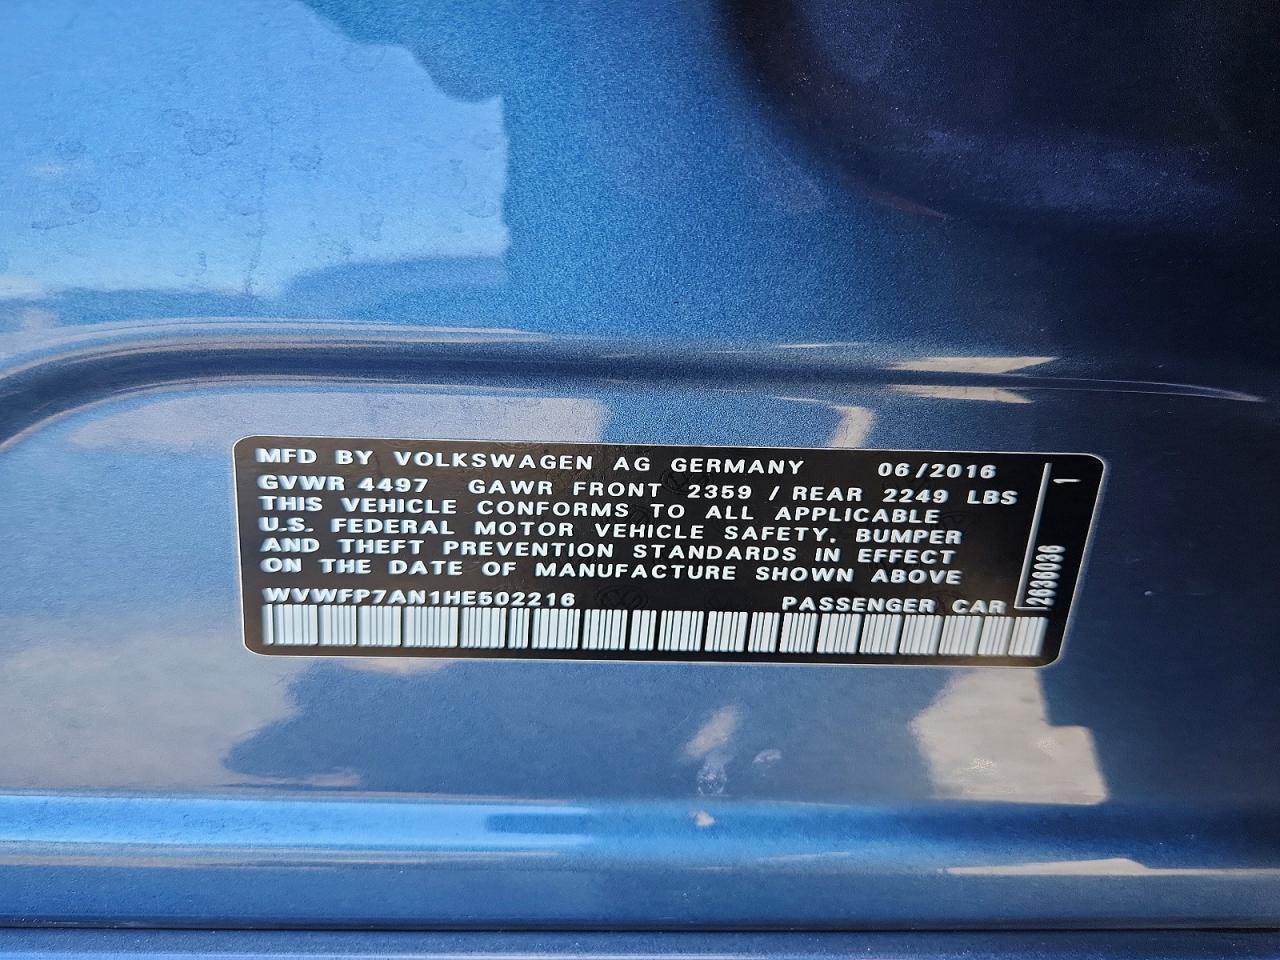 MFD BY VOLKSWAGEN AG GERMANY 06/2016
GVWR 4497 GAWR FRONT 2359 / REAR 2249 LBS
THIS VEHICLE CONFORMS TO ALL APPLICABLE
U.S. FEDERAL MOTOR VEHICLE SAFETY, BUMPER
AND THEFT PREVENTION STANDARDS IN EFFECT
ON THE DATE OF MANUFACTURE SHOWN ABOVE
WVWFP7AN1HE502216 PASSENGER CAR
2636036 1